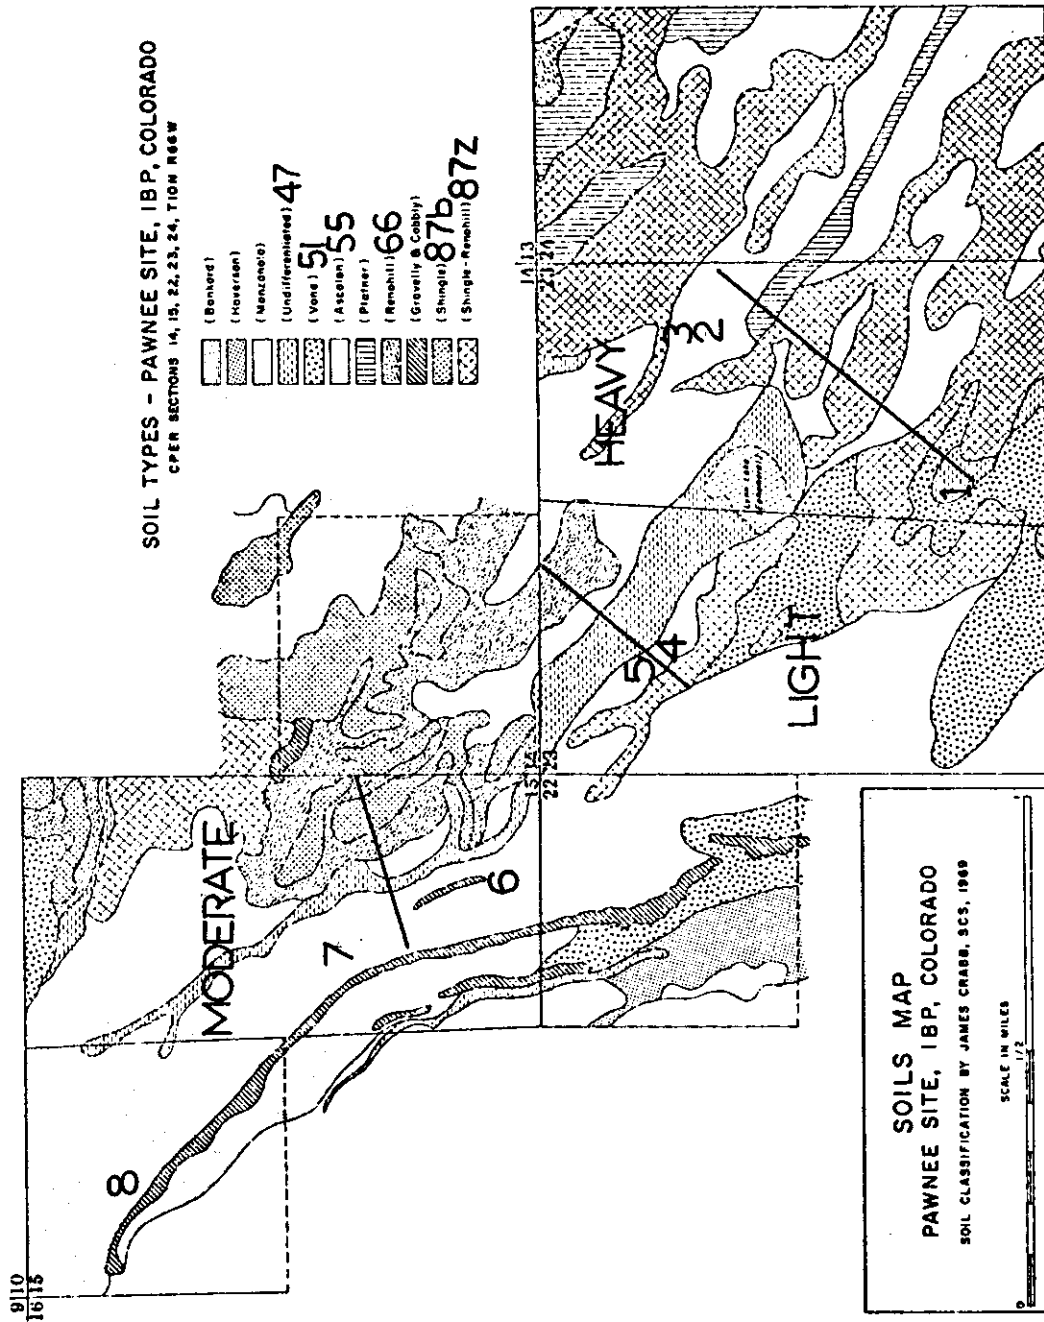 SOIL TYPES - PAWNEE SITE, IBP, COLORADO
CPER SECTIONS 14, 15, 22, 23, 24, T10N R66W
(Bankard)
(Haverson)
(Manzanola)
(Undifferentiated) 47
(Vona) 51
(Ascalon) 55
(Platner)
(Renohill) 66
(Gravelly & Cobbly)
(Shingle) 87b
(Shingle-Renohill) 87Z
9 10
16 15
14 13
23 24
15 14
22 23
MODERATE
HEAVY
LIGHT
1
2
3
4
5
6
7
8
SOILS MAP
PAWNEE SITE, IBP, COLORADO
SOIL CLASSIFICATION BY JAMES CRABB, SCS, 1969
SCALE IN MILES
0 1/2 1